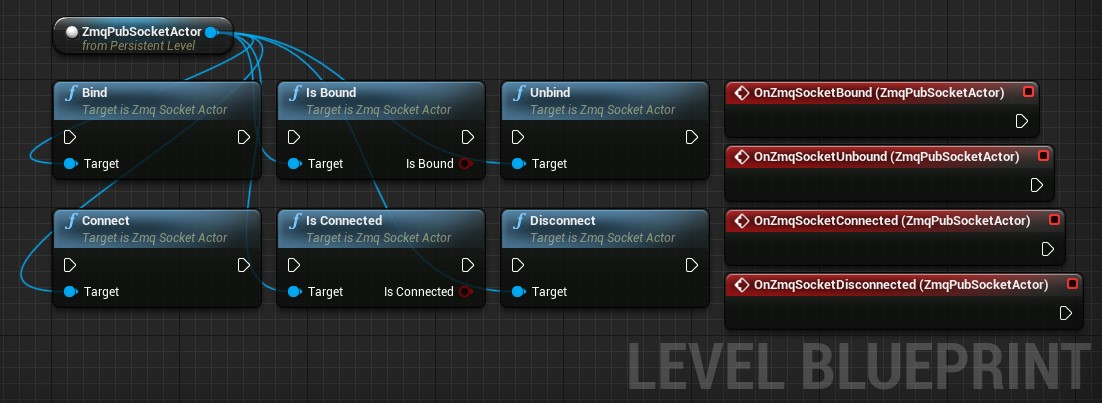 ZmqPubSocketActor
from Persistent Level
Bind
Target is Zmq Socket Actor
Target
Is Bound
Target is Zmq Socket Actor
Target Is Bound
Unbind
Target is Zmq Socket Actor
Target
OnZmqSocketBound (ZmqPubSocketActor)
OnZmqSocketUnbound (ZmqPubSocketActor)
Connect
Target is Zmq Socket Actor
Target
Is Connected
Target is Zmq Socket Actor
Target Is Connected
Disconnect
Target is Zmq Socket Actor
Target
OnZmqSocketConnected (ZmqPubSocketActor)
OnZmqSocketDisconnected (ZmqPubSocketActor)
LEVEL BLUEPRINT